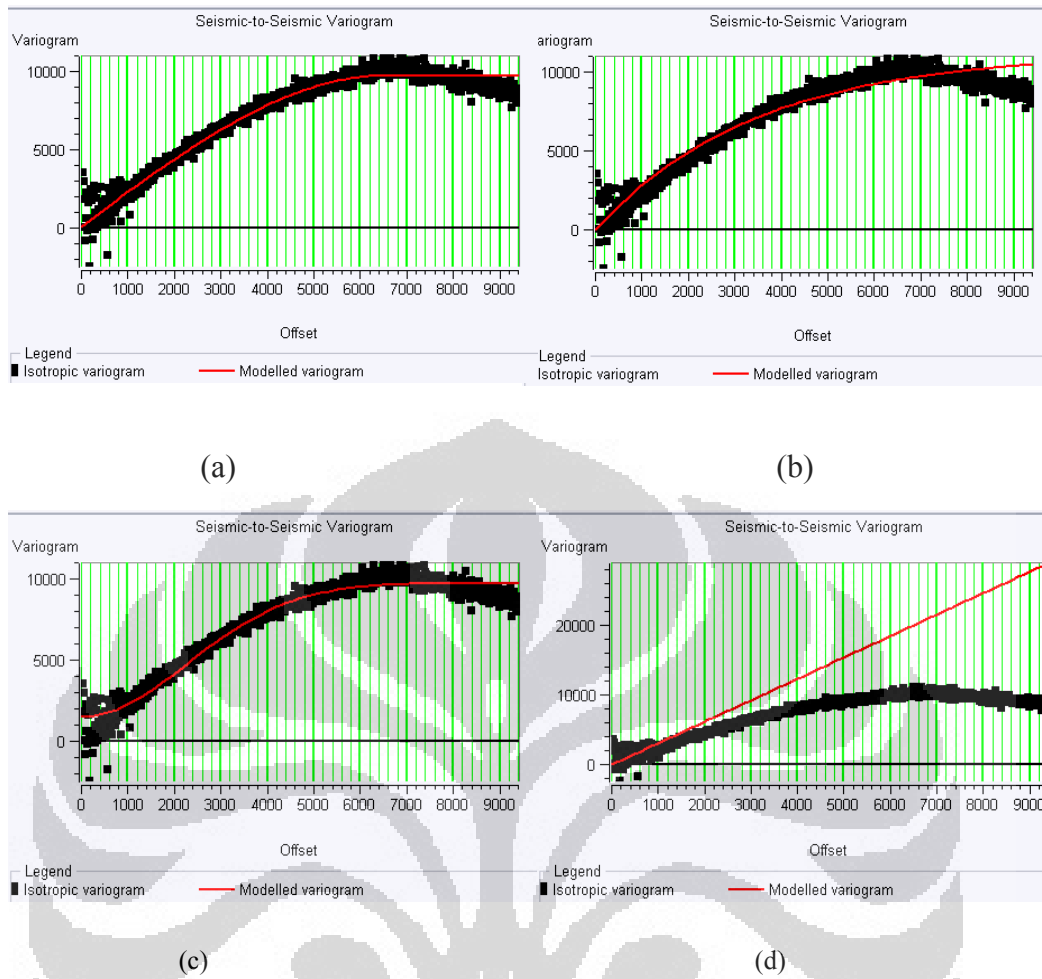 Seismic-to-Seismic Variogram
Variogram
10000
5000
0
0 1000 2000 3000 4000 5000 6000 7000 8000 9000
Offset
Legend
Isotropic variogram Modelled variogram
(a)
Seismic-to-Seismic Variogram
ariogram
10000
5000
0
0 1000 2000 3000 4000 5000 6000 7000 8000 9000
Offset
Legend
Isotropic variogram Modelled variogram
(b)
Seismic-to-Seismic Variogram
Variogram
10000
5000
0
0 1000 2000 3000 4000 5000 6000 7000 8000 9000
Offset
Legend
Isotropic variogram Modelled variogram
(c)
Seismic-to-Seismic Variogram
Variogram
20000
10000
0
0 1000 2000 3000 4000 5000 6000 7000 8000 9000
Offset
Legend
Isotropic variogram Modelled variogram
(d)